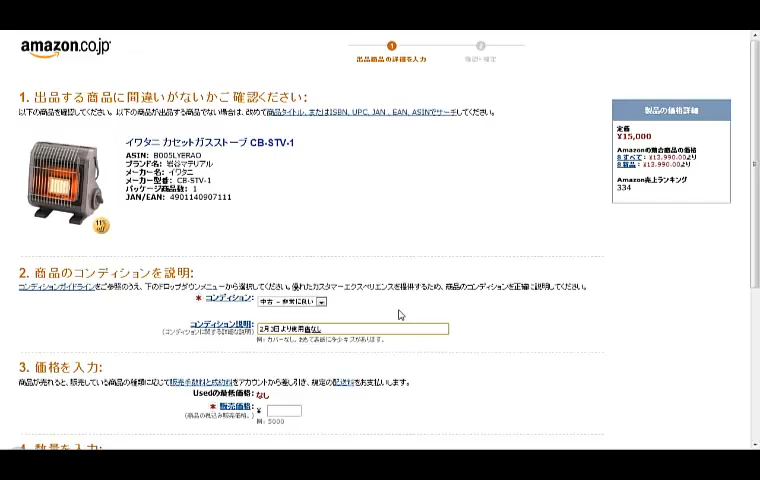 amazon.co.jp
1
2
出品商品の詳細を入力
確認・確定
1. 出品する商品に間違いがないかご確認ください:
以下の商品を確認してください。以下の商品が出品する商品でない場合は、改めて商品タイトル、またはISBN、UPC、JAN 、EAN、ASINでサーチしてください。
イワタニ カセットガスストーブ CB-STV-1
ASIN: B005LYERAO
ブランド名: 岩谷マテリアル
メーカー名: イワタニ
メーカー型番: CB-STV-1
パッケージ商品数: 1
JAN/EAN: 4901140907111
製品の価格詳細
定価
¥15,000
Amazonの競合商品の価格
8 すべて : ¥13,990.00より
8 新品 : ¥13,990.00より
Amazon売上ランキング
334
2. 商品のコンディションを説明:
コンディションガイドラインをご参照のうえ、下のドロップダウンメニューから選択してください。優れたカスタマーエクスペリエンスを提供するため、商品のコンディションを正確に説明してください。
* コンディション: 中古 - 非常に良い
コンディション説明: 2月3日より使用
(コンディションに関する詳細な説明)
例: カバーなし、おもて表紙に多少キズがあります。
3. 価格を入力:
商品が売れると、販売している商品の種類に応じて販売手数料と成約料をアカウントから差し引き、規定の配送料をお支払いします。
Usedの最低価格: なし
* 販売価格: ¥
(商品の税込み販売価格。)
例: 5000
4. 数量を入力: